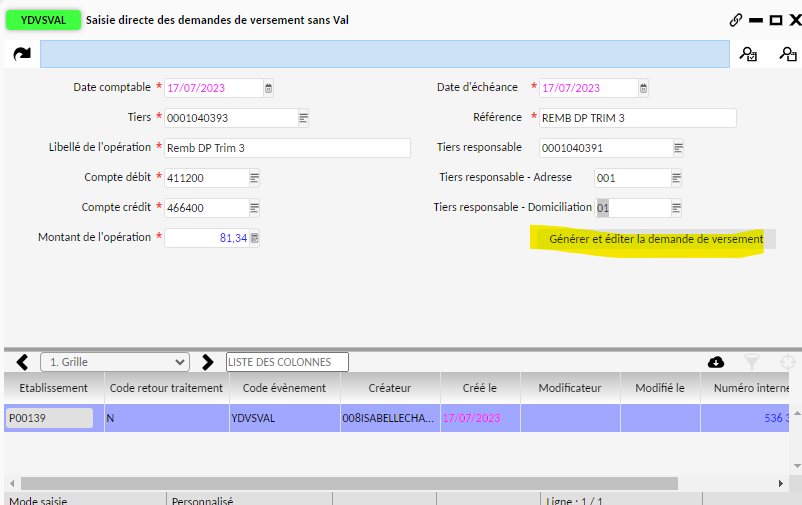 YDVSVAL Saisie directe des demandes de versement sans Val
Date comptable * 17/07/2023 Date d'échéance * 17/07/2023
Tiers * 0001040393 Référence * REMB DP TRIM 3
Libellé de l'opération * Remb DP Trim 3 Tiers responsable 0001040391
Compte débit * 411200 Tiers responsable - Adresse 001
Compte crédit * 466400 Tiers responsable - Domiciliation 01
Montant de l'opération * 81,34 Générer et éditer la demande de versement
1. Grille LISTE DES COLONNES
Etablissement Code retour traitement Code évènement Créateur Créé le Modificateur Modifié le Numéro interne
P00139 N YDVSVAL 008ISABELLECHA... 17/07/2023 536
Mode saisie Personnalisé Ligne : 1 / 1